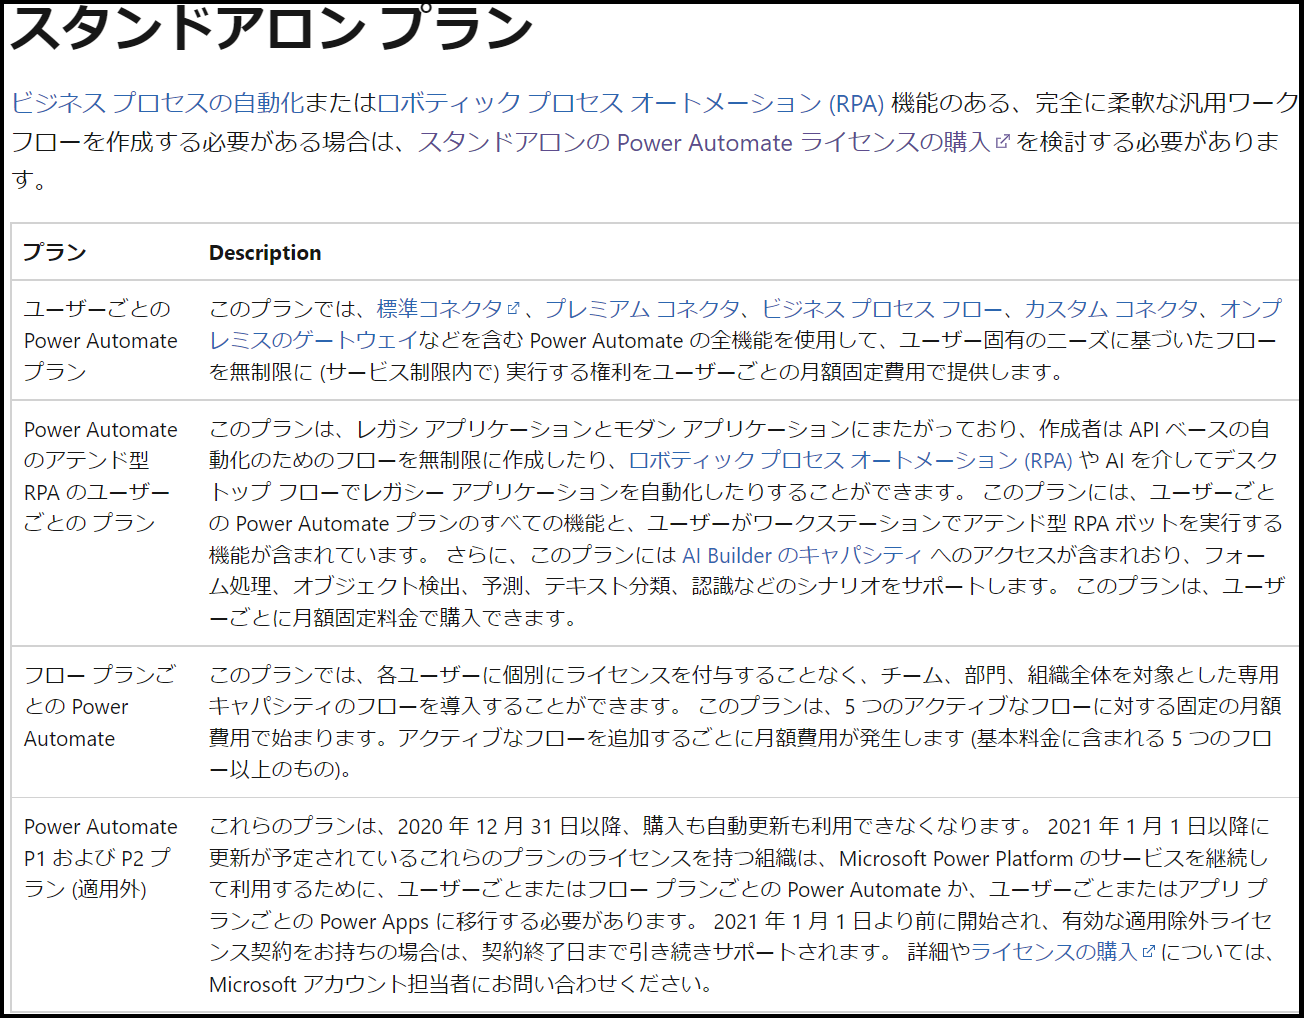 スタンドアロン プラン
ビジネス プロセスの自動化またはロボティック プロセス オートメーション (RPA) 機能のある、完全に柔軟な汎用ワーク
フローを作成する必要がある場合は、スタンドアロンの Power Automate ライセンスの購入 を検討する必要がありま
す。
プラン
Description
ユーザーごとの
Power Automate
プラン
このプランでは、標準コネクタ 、プレミアム コネクタ、ビジネス プロセス フロー、カスタム コネクタ、オンプ
レミスのゲートウェイなどを含む Power Automate の全機能を使用して、ユーザー固有のニーズに基づいたフロー
を無制限に (サービス制限内で) 実行する権利をユーザーごとの月額固定費用で提供します。
Power Automate
のアテンド型
RPA のユーザー
ごとの プラン
このプランは、レガシ アプリケーションとモダン アプリケーションにまたがっており、作成者は API ベースの自
動化のためのフローを無制限に作成したり、ロボティック プロセス オートメーション (RPA) や AI を介してデスク
トップ フローでレガシー アプリケーションを自動化したりすることができます。 このプランには、ユーザーごと
の Power Automate プランのすべての機能と、ユーザーがワークステーションでアテンド型 RPA ボットを実行する
機能が含まれています。 さらに、このプランには AI Builder のキャパシティ へのアクセスが含まれおり、フォー
ム処理、オブジェクト検出、予測、テキスト分類、認識などのシナリオをサポートします。 このプランは、ユーザ
ーごとに月額固定料金で購入できます。
フロー プランご
との Power
Automate
このプランでは、各ユーザーに個別にライセンスを付与することなく、チーム、部門、組織全体を対象とした専用
キャパシティのフローを導入することができます。 このプランは、5 つのアクティブなフローに対する固定の月額
費用で始まります。アクティブなフローを追加するごとに月額費用が発生します (基本料金に含まれる 5 つのフロ
ー以上のもの)。
Power Automate
P1 および P2 プ
ラン (適用外)
これらのプランは、2020 年 12 月 31 日以降、購入も自動更新も利用できなくなります。 2021 年 1 月 1 日以降に
更新が予定されているこれらのプランのライセンスを持つ組織は、Microsoft Power Platform のサービスを継続し
て利用するために、ユーザーごとまたはフロー プランごとの Power Automate か、ユーザーごとまたはアプリ プ
ランごとの Power Apps に移行する必要があります。 2021 年 1 月 1 日より前に開始され、有効な適用除外ライセ
ンス契約をお持ちの場合は、契約終了日まで引き続きサポートされます。 詳細やライセンスの購入 については、
Microsoft アカウント担当者にお問い合わせください。